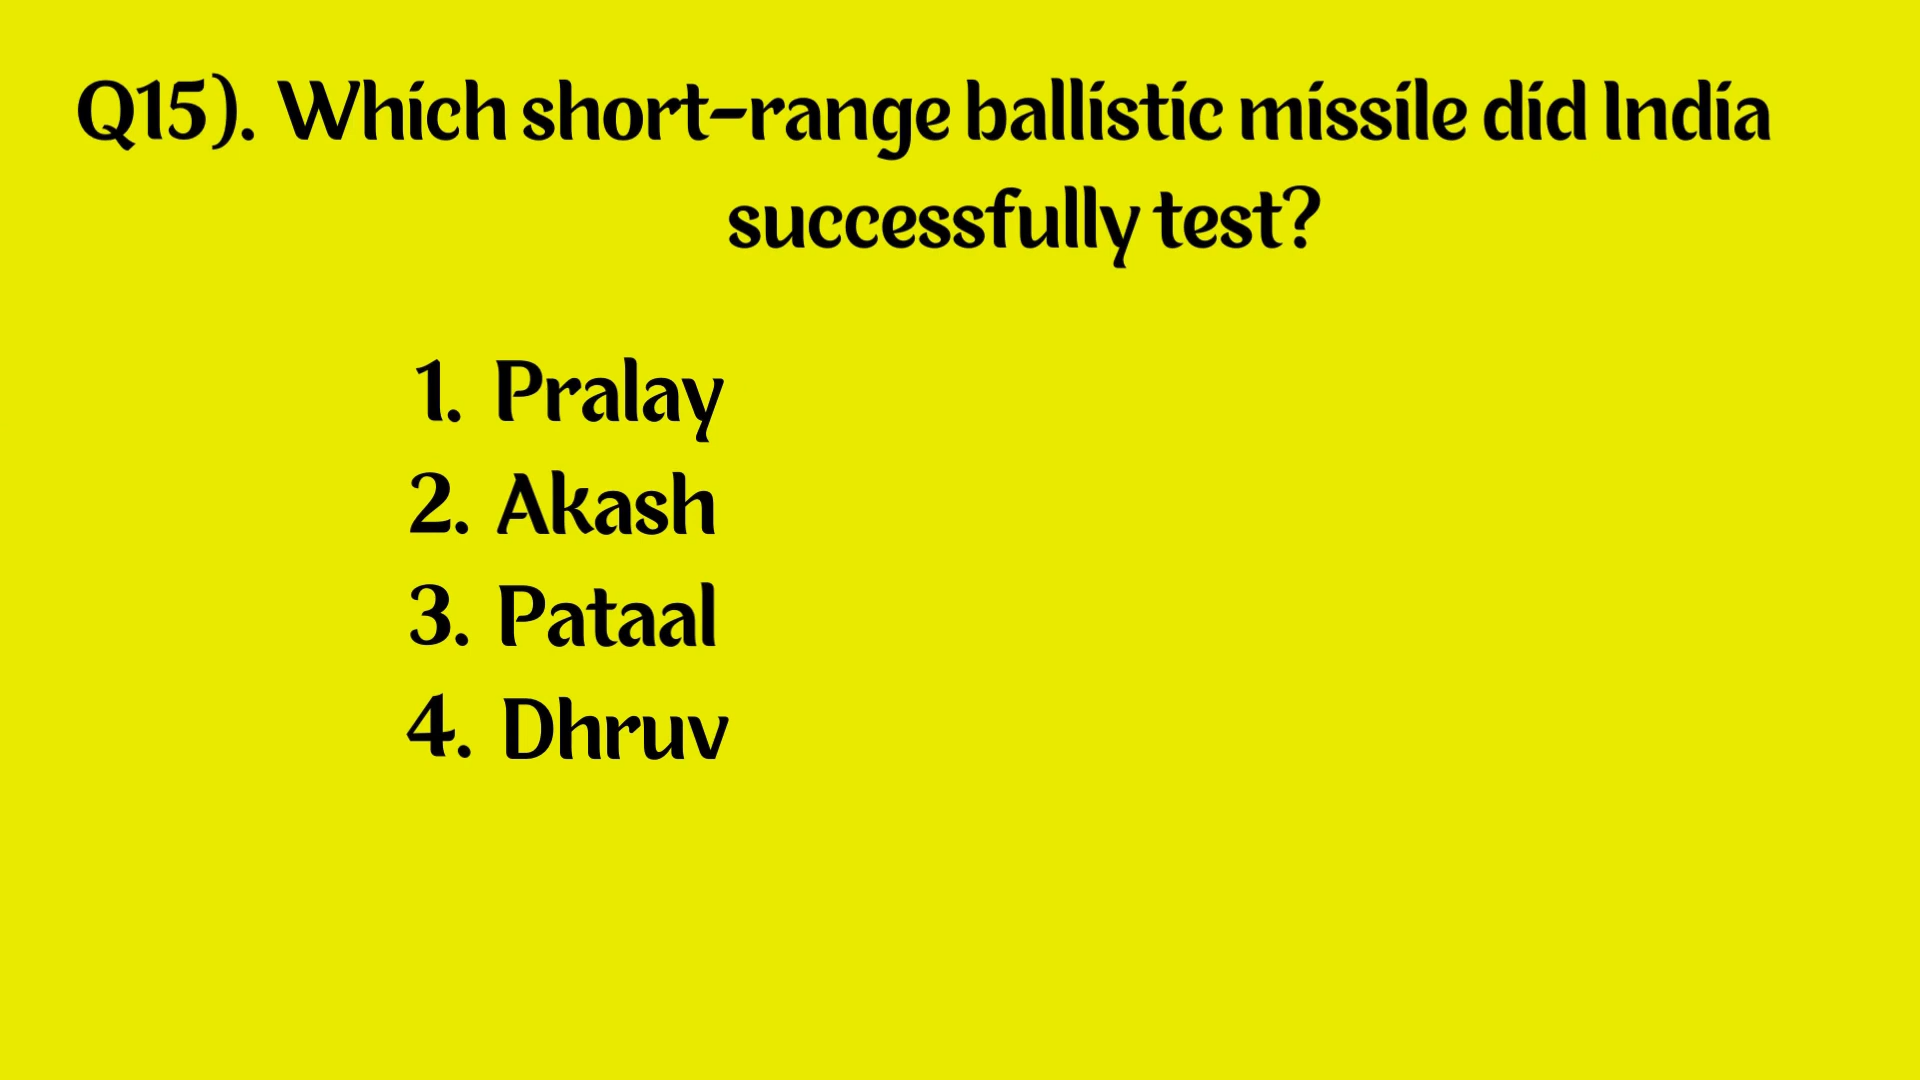 Q15). Which short-range ballistic missile did India
successfully test?
1. Pralay
2. Akash
3. Pataal
4. Dhruv